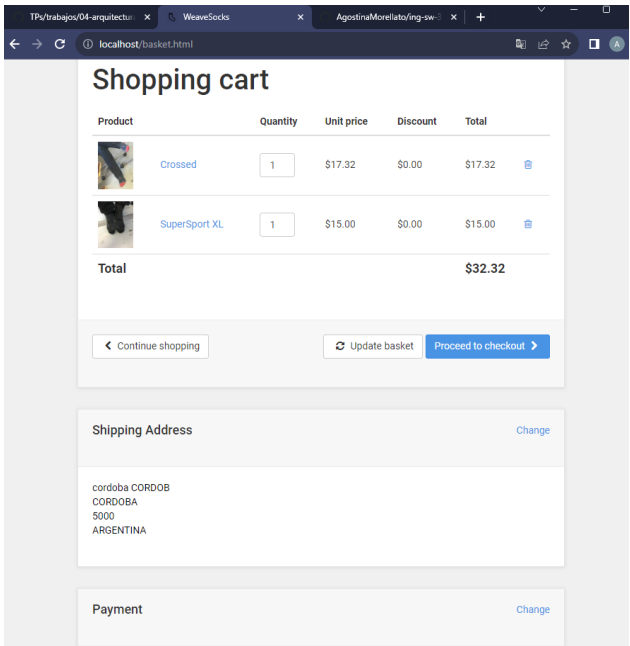 TPs/trabajos/04-arquitectur
WeaveSocks
AgostinaMorellato/ing-sw-3
localhost/basket.html
A
Shopping cart
Product Quantity Unit price Discount Total
Crossed 1 $17.32 $0.00 $17.32
SuperSport XL 1 $15.00 $0.00 $15.00
Total $32.32
Continue shopping Update basket Proceed to checkout
Shipping Address Change
cordoba CORDOB
CORDOBA
5000
ARGENTINA
Payment Change